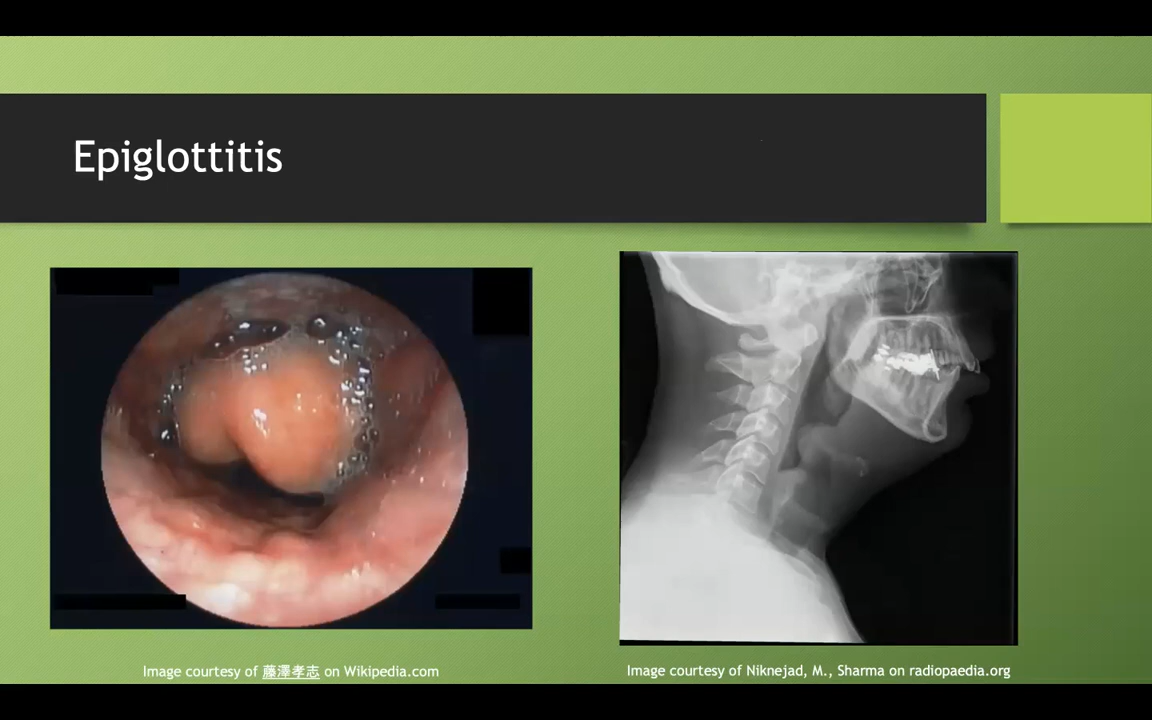 Epiglottitis
Image courtesy of 藤澤孝志 on Wikipedia.com
Image courtesy of Niknejad, M., Sharma on radiopaedia.org